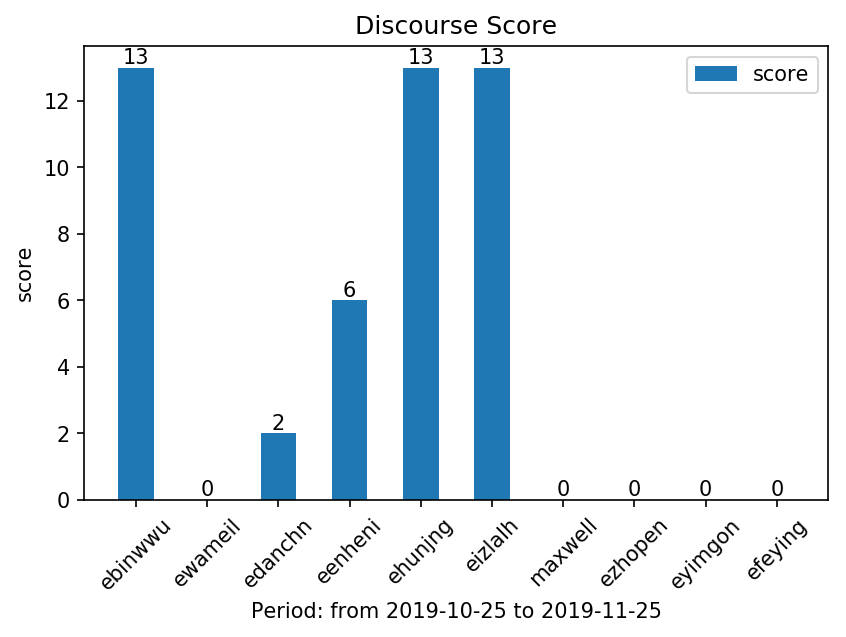 Discourse Score
13 13 13
score
12
10
8
6
4
2
0
score
6
2
0 0 0 0 0
ebinwwu ewameil edanchn eenheni ehunjng eizlalh maxwell ezhopen eyimgon efeying
Period: from 2019-10-25 to 2019-11-25